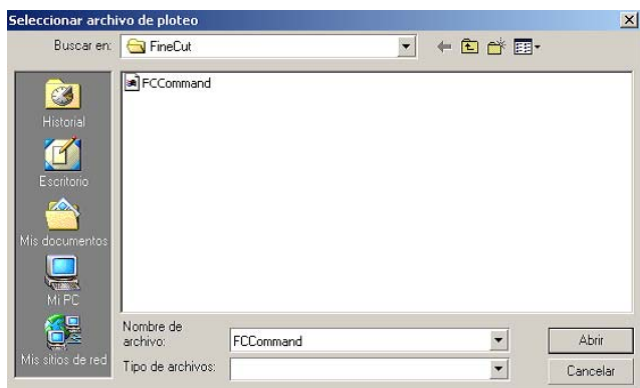 Seleccionar archivo de ploteo
Buscar en: FineCut
FCCommand
Historial
Escritorio
Mis documentos
Mi PC
Mis sitios de red
Nombre de
archivo: FCCommand
Abrir
Tipo de archivos:
Cancelar